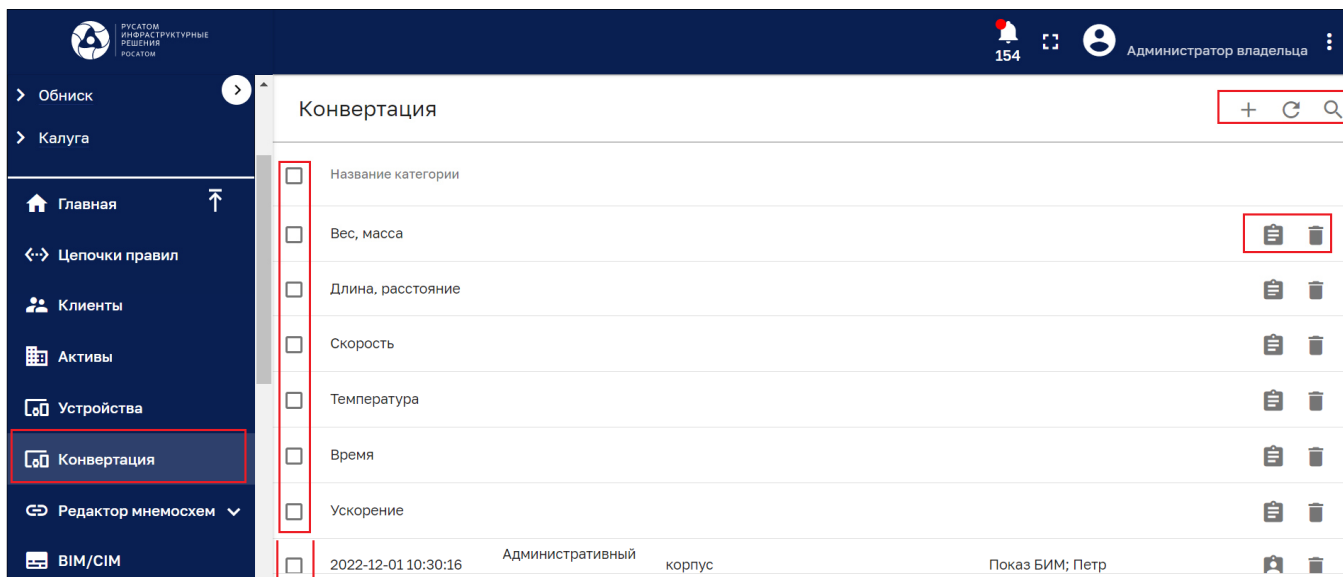 РУСАТОМ
ИНФРАСТРУКТУРНЫЕ
РЕШЕНИЯ
РОСАТОМ
154
Администратор владельца
Обниск
Калуга
Главная
Цепочки правил
Клиенты
Активы
Устройства
Конвертация
Редактор мнемосхем
BIM/CIM
Конвертация
Название категории
Вес, масса
Длина, расстояние
Скорость
Температура
Время
Ускорение
2022-12-01 10:30:16 Административный корпус Показ БИМ; Петр